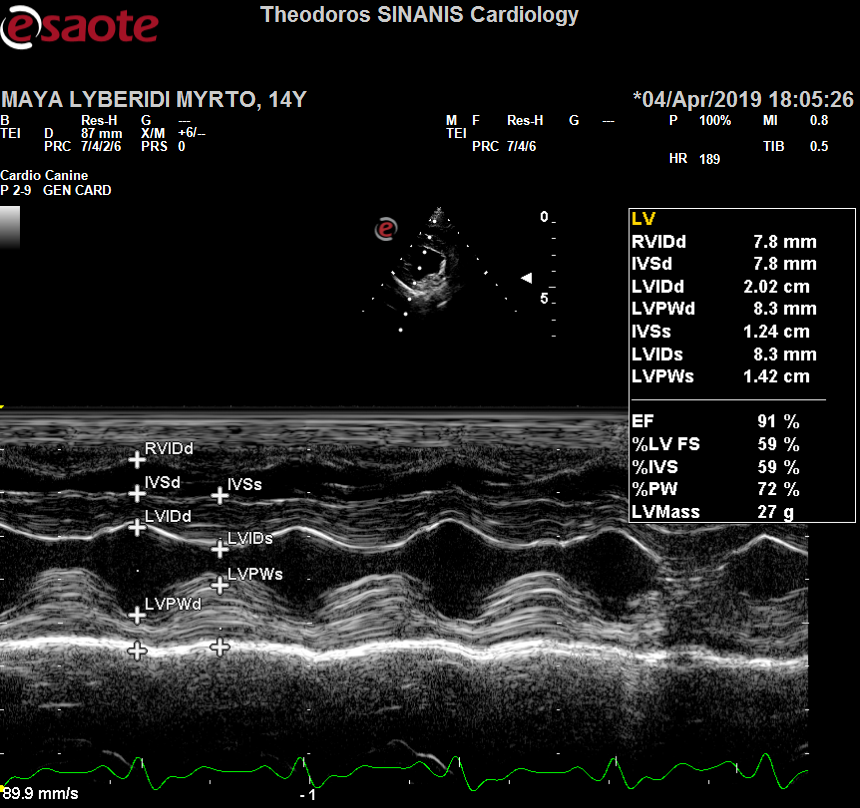 esaote
Theodoros SINANIS Cardiology
MAYA LYBERIDI MYRTO, 14Y
*04/Apr/2019 18:05:26
B Res-H G ---
TEI D 87 mm X/M +6/--
PRC 7/4/2/6 PRS 0
M F Res-H G ---
TEI
PRC 7/4/6
P 100% MI 0.8
TIB 0.5
HR 189
Cardio Canine
P 2-9 GEN CARD
e
0
5
LV
RVIDd 7.8 mm
IVSd 7.8 mm
LVIDd 2.02 cm
LVPWd 8.3 mm
IVSs 1.24 cm
LVIDs 8.3 mm
LVPWs 1.42 cm
EF 91 %
%LV FS 59 %
%IVS 59 %
%PW 72 %
LVMass 27 g
RVIDd
IVSd
IVSs
LVIDd
LVIDs
LVPWs
LVPWd
89.9 mm/s
-1